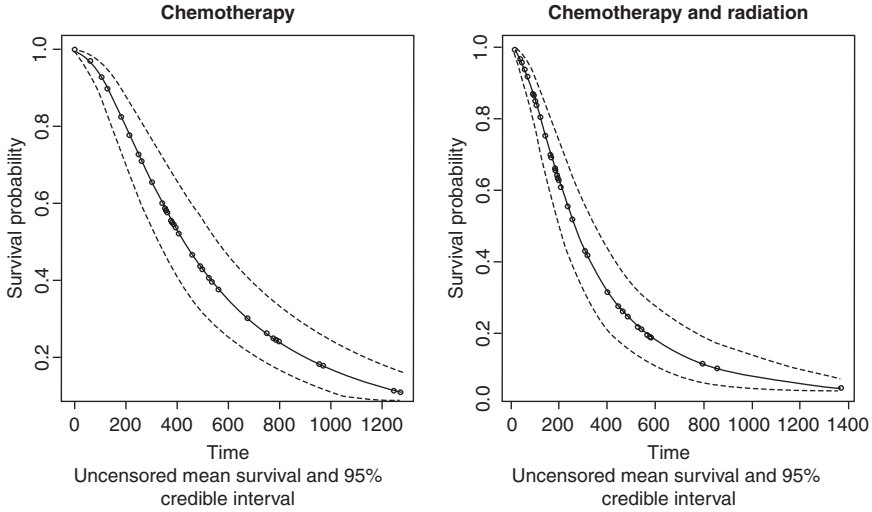 Chemotherapy
Survival probability
1.0
0.8
0.6
0.4
0.2
0 200 400 600 800 1000
Time
Uncensored mean survival and 95%
credible interval
Chemotherapy and radiation
Survival probability
1.0
0.8
0.6
0.4
0.2
0.0
0 200 400 600 800 1000 1200 1400
Time
Uncensored mean survival and 95%
credible interval